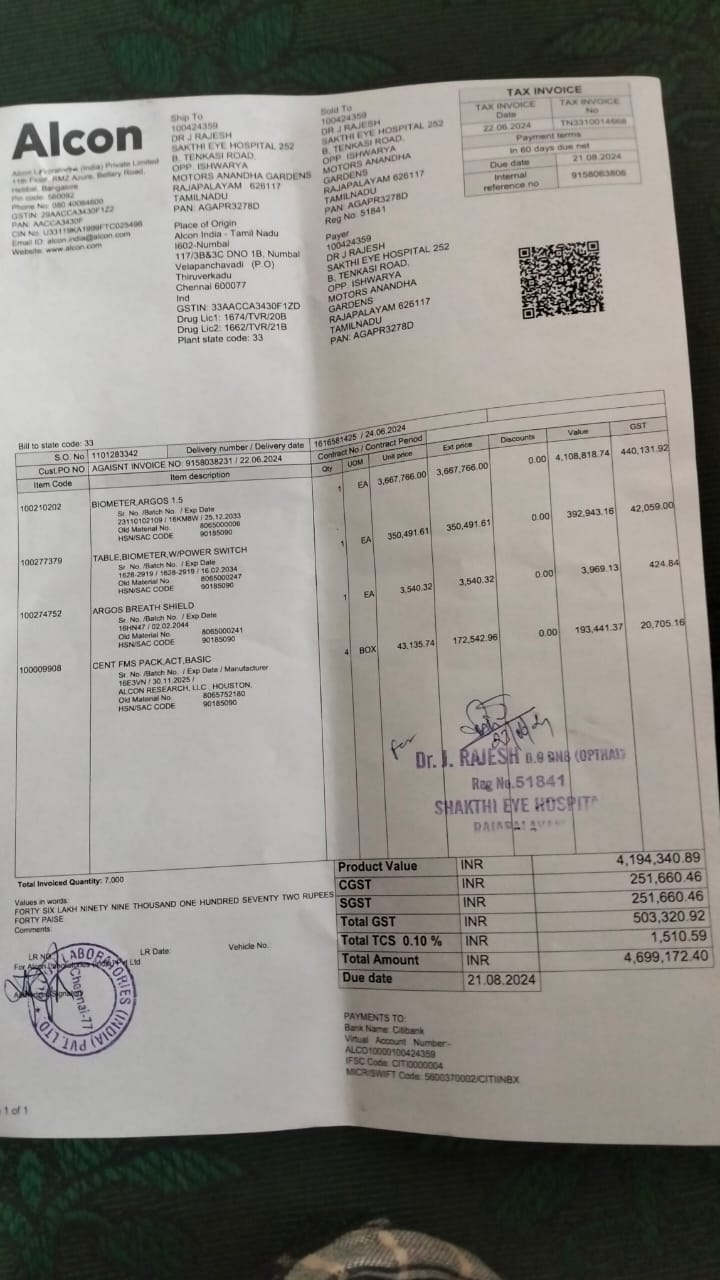 Alcon
Alcon Laboratories (India) Private Limited
11th Floor, RMZ Azure, Bellary Road,
Hebbal, Bangalore
Pin code: 560092
Phone No: 080 40064600
GSTIN: 29AACCA3430F1Z2
PAN: AACCA3430F
Email ID: alcon.india@alcon.com
Website: www.alcon.com
Ship To
100424359
DR J RAJESH
SAKTHI EYE HOSPITAL 252
B. TENKASI ROAD,
OPP. ISHWARYA
MOTORS ANANDHA GARDENS
RAJAPALAYAM 626117
TAMILNADU
PAN: AGAPR3278D
Place of Origin
Alcon India - Tamil Nadu
I602-Numbal
117/3B&3C DNO 1B, Numbal
Velapanchavadi (P.O)
Thiruverkadu
Chennai 600077
Ind
GSTIN: 33AACCA3430F1ZD
Drug Lic1: 1674/TVR/20B
Drug Lic2: 1662/TVR/21B
Plant state code: 33
Sold To
100424359
DR J RAJESH
SAKTHI EYE HOSPITAL 252
B. TENKASI ROAD,
OPP. ISHWARYA
MOTORS ANANDHA
GARDENS
RAJAPALAYAM 626117
TAMILNADU
PAN: AGAPR3278D
Reg No: 51841
Payer
100424359
DR J RAJESH
SAKTHI EYE HOSPITAL 252
B. TENKASI ROAD,
OPP. ISHWARYA
MOTORS ANANDHA
GARDENS
RAJAPALAYAM 626117
TAMILNADU
PAN: AGAPR3278D
TAX INVOICE
TAX INVOICE Date TAX INVOICE No
22.06.2024 TN3310014668
Payment terms
In 60 days due net
Due date 21.08.2024
Internal reference no 9158063806
Bill to state code: 33
S.O. No 1101283342 Delivery number / Delivery date 1616581425 / 24.06.2024
Cust.PO NO AGAISNT INVOICE NO: 9158038231 / 22.06.2024 Contract No / Contract Period
Item Code Item description Qty UOM Unit price Ext price Discounts Value GST
100210202 BIOMETER,ARGOS 1.5 1 EA 3,667,766.00 3,667,766.00 0.00 4,108,818.74 440,131.92
Sr. No. /Batch No. / Exp Date
23110102109 / 16KM8W / 25.12.2033
Old Material No. 8065000006
HSN/SAC CODE 90185090
100277379 TABLE,BIOMETER,W/POWER SWITCH 1 EA 350,491.61 350,491.61 0.00 392,943.16 42,059.00
Sr. No. /Batch No. / Exp Date
1628-2919 / 1628-2919 / 16.02.2034
Old Material No. 8065000247
HSN/SAC CODE 90185090
100274752 ARGOS BREATH SHIELD 1 EA 3,540.32 3,540.32 0.00 3,969.13 424.84
Sr. No. /Batch No. / Exp Date
16HN47 / 02.02.2044
Old Material No. 8065000241
HSN/SAC CODE 90185090
100009908 CENT FMS PACK,ACT,BASIC 4 BOX 43,135.74 172,542.96 0.00 193,441.37 20,705.16
Sr. No. /Batch No. / Exp Date / Manufacturer
16E3VN / 30.11.2025 /
ALCON RESEARCH, LLC , HOUSTON,
Old Material No. 8065752180
HSN/SAC CODE 90185090
for
Dr. J. RAJESH D.O DNB (OPTHAL)
Reg No.51841
SHAKTHI EYE HOSPITA
RAJAPALAYAM
Total Invoiced Quantity: 7.000
Values in words:
FORTY SIX LAKH NINETY NINE THOUSAND ONE HUNDRED SEVENTY TWO RUPEES
FORTY PAISE
Comments:
Product Value INR 4,194,340.89
CGST INR 251,660.46
SGST INR 251,660.46
Total GST INR 503,320.92
Total TCS 0.10 % INR 1,510.59
Total Amount INR 4,699,172.40
Due date 21.08.2024
LR NO LR Date: Vehicle No.
For Alcon Laboratories (India) Pvt Ltd
LABORATORIES (INDIA) PVT. LTD.
Chennai-77
PAYMENTS TO:
Bank Name: Citibank
Virtual Account Number:-
ALCO10000100424359
IFSC Code: CITI0000004
MICR/SWIFT Code: 5600370002/CITIINBX
1 of 1